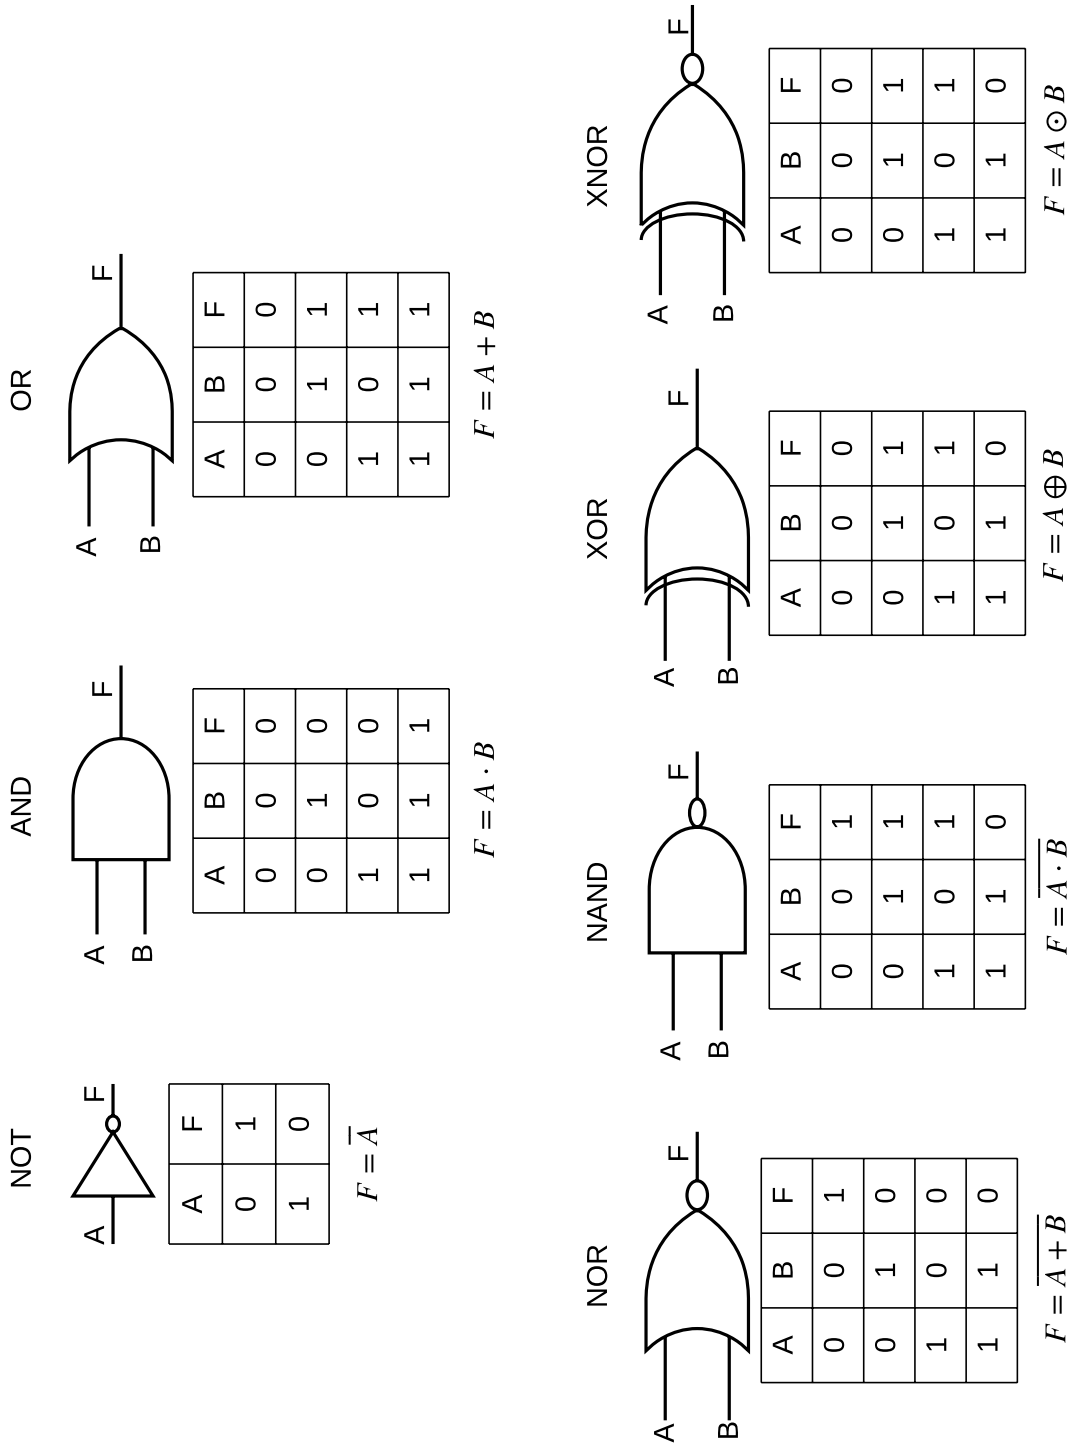 NOT
A
F
A F
0 1
1 0
F = A̅
AND
A
B
F
A B F
0 0 0
0 1 0
1 0 0
1 1 1
F = A · B
OR
A
B
F
A B F
0 0 0
0 1 1
1 0 1
1 1 1
F = A + B
NOR
A
B
F
A B F
0 0 1
0 1 0
1 0 0
1 1 0
F = A̅ ̅+̅ ̅B̅
NAND
A
B
F
A B F
0 0 1
0 1 1
1 0 1
1 1 0
F = A̅ ̅·̅ ̅B̅
XOR
A
B
F
A B F
0 0 0
0 1 1
1 0 1
1 1 0
F = A ⊕ B
XNOR
A
B
F
A B F
0 0 0
0 1 1
1 0 1
1 1 0
F = A ⊙ B